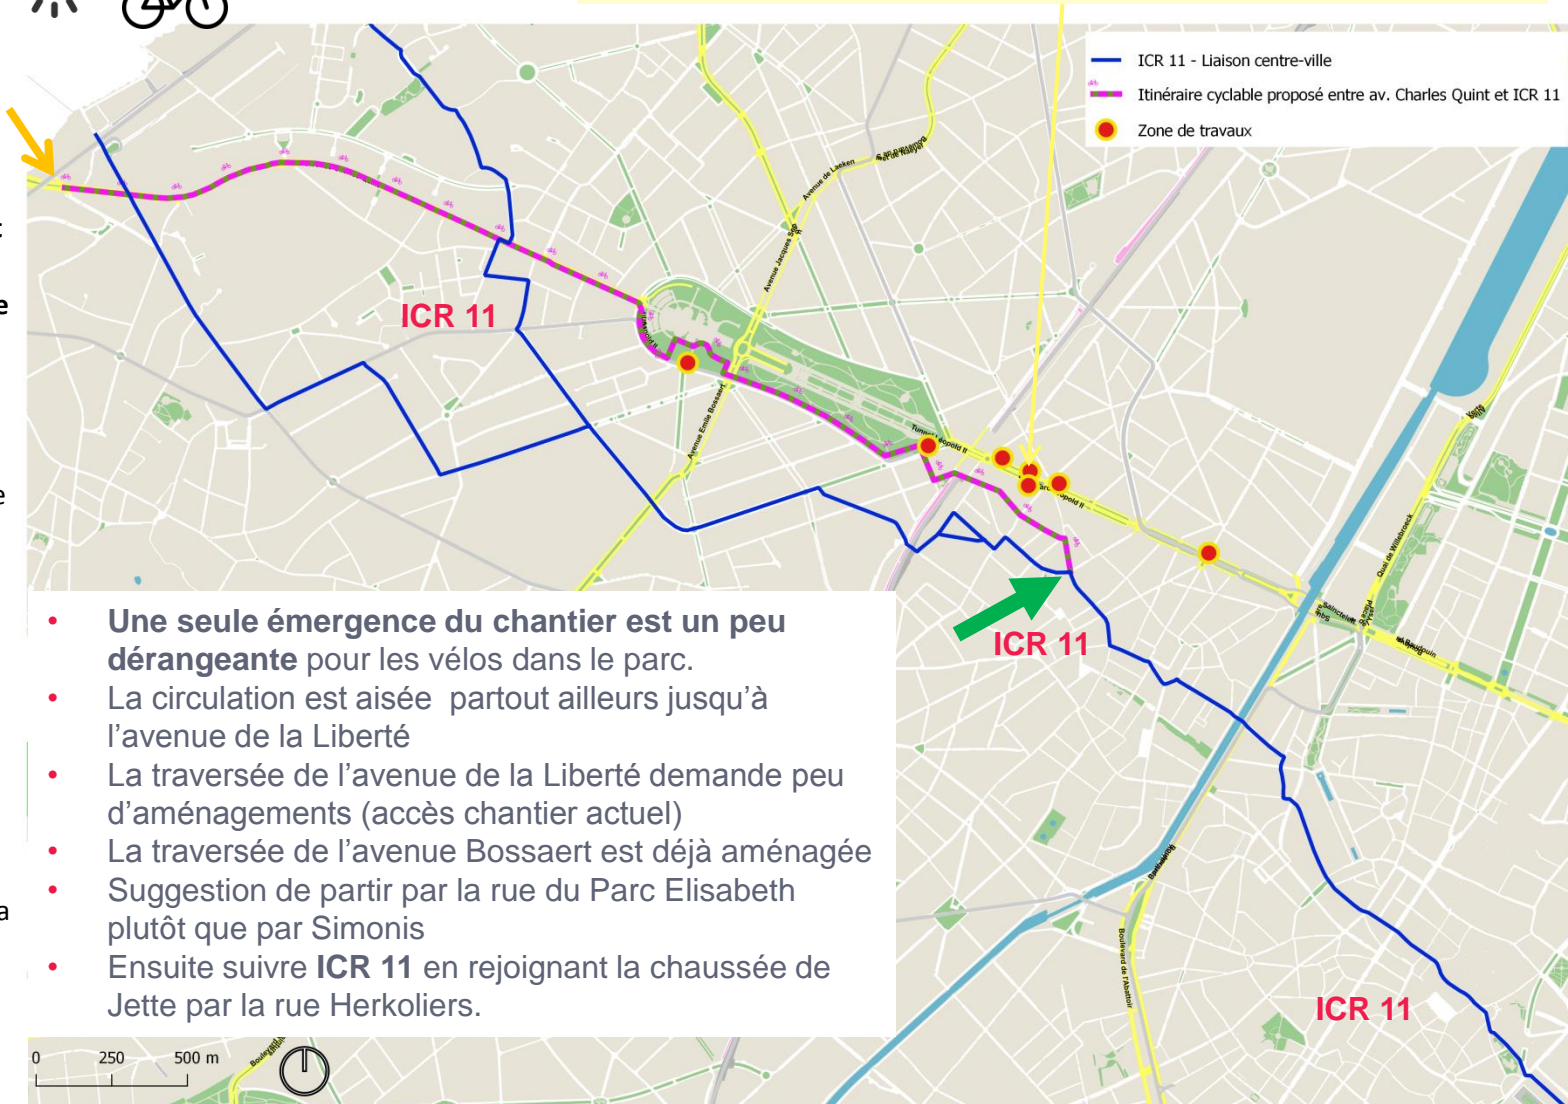 ICR 11 - Liaison centre-ville
Itinéraire cyclable proposé entre av. Charles Quint et ICR 11
Zone de travaux
Avenue de Laeken
Avenue Jacques
ICR 11
Avenue Emile Bossaert
Tunnel Léopold II
Léopold II
Quai de Willebroeck
Sainctelette
ICR 11
• Une seule émergence du chantier est un peu
dérangeante pour les vélos dans le parc.
• La circulation est aisée partout ailleurs jusqu’à
l’avenue de la Liberté
• La traversée de l’avenue de la Liberté demande peu
d’aménagements (accès chantier actuel)
• La traversée de l’avenue Bossaert est déjà aménagée
• Suggestion de partir par la rue du Parc Elisabeth
plutôt que par Simonis
• Ensuite suivre ICR 11 en rejoignant la chaussée de
Jette par la rue Herkoliers.
Boulevard de l'Abattoir
ICR 11
0 250 500 m